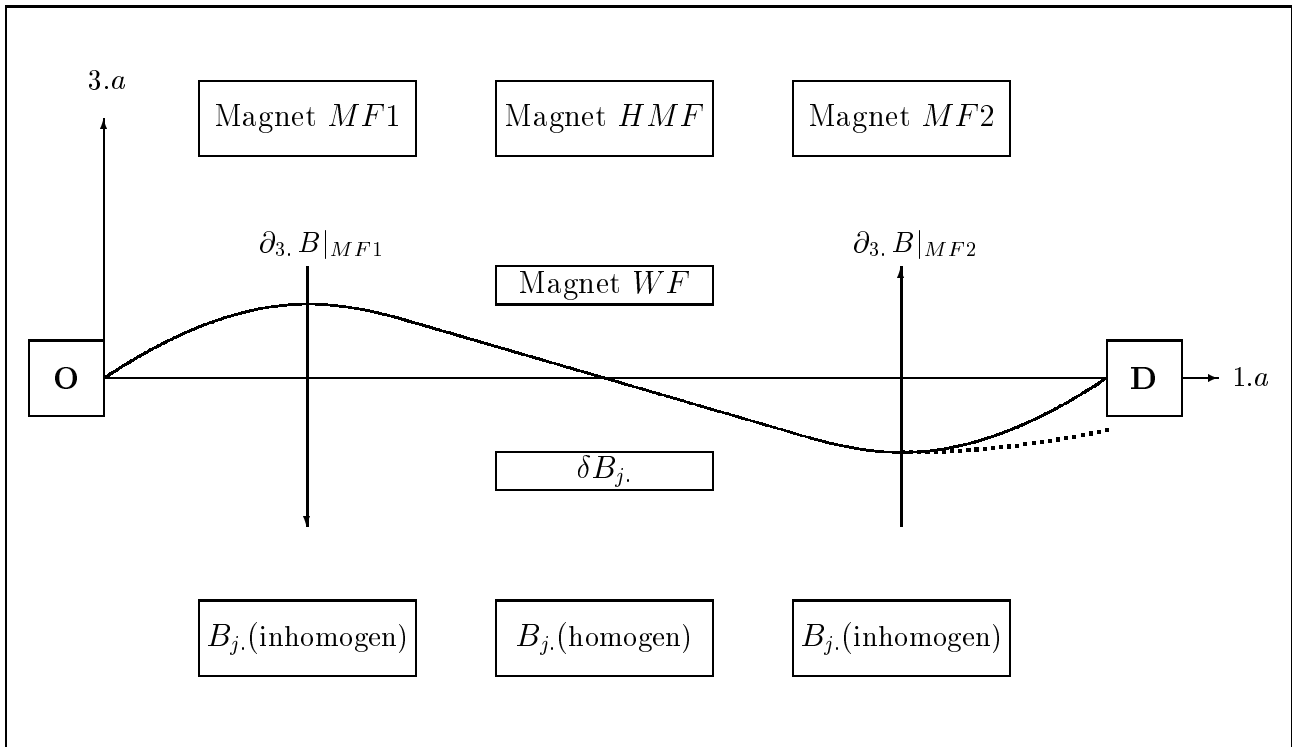 3.a
Magnet MF1
Magnet HMF
Magnet MF2
∂₃. B|MF1
∂₃. B|MF2
Magnet WF
O
D
1.a
δBj.
Bj.(inhomogen)
Bj.(homogen)
Bj.(inhomogen)